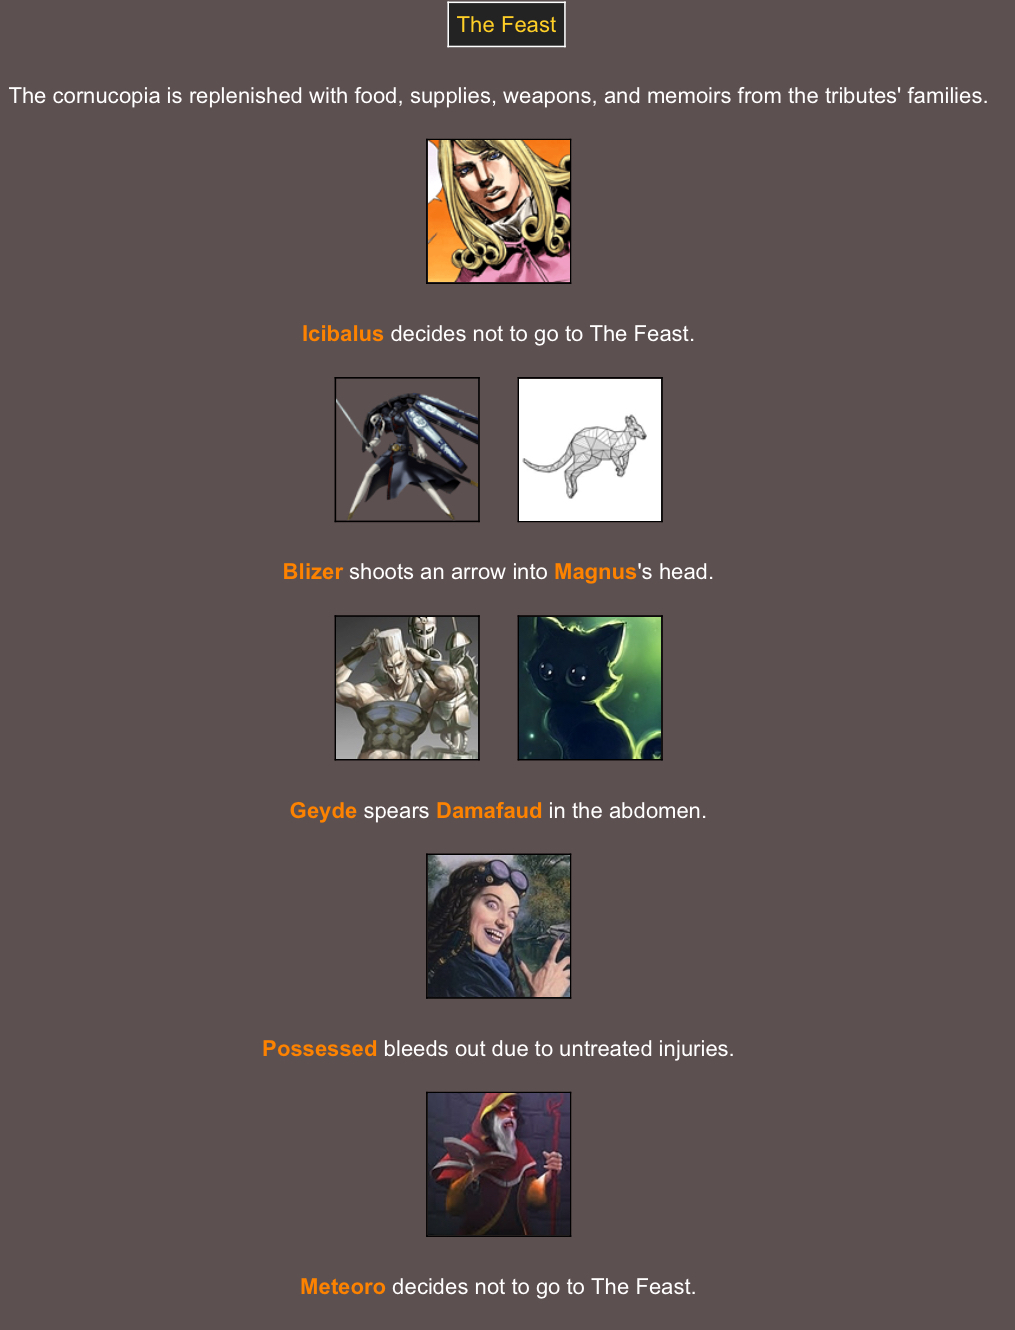 The Feast
The cornucopia is replenished with food, supplies, weapons, and memoirs from the tributes' families.
Icibalus decides not to go to The Feast.
Blizer shoots an arrow into Magnus's head.
Geyde spears Damafaud in the abdomen.
Possessed bleeds out due to untreated injuries.
Meteoro decides not to go to The Feast.